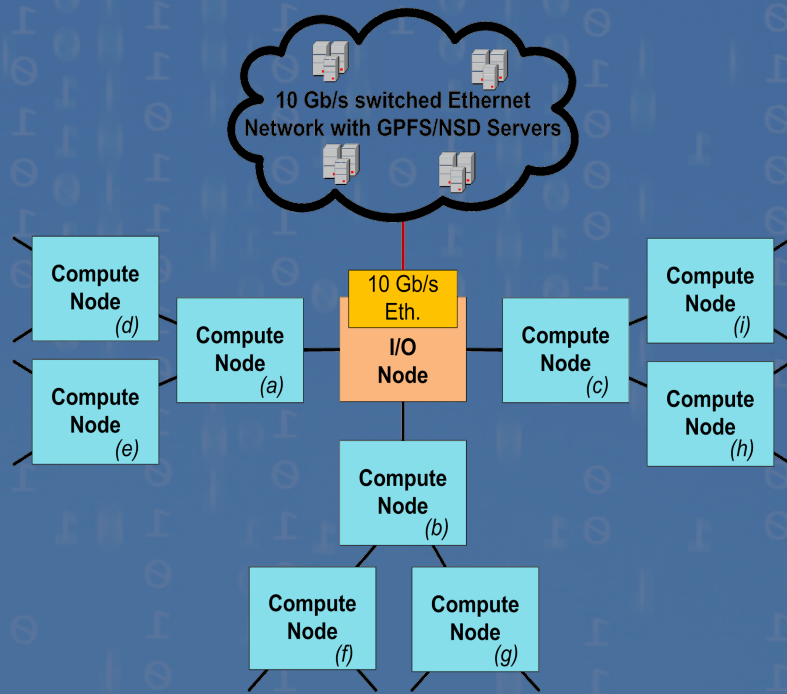 10 Gb/s switched Ethernet
Network with GPFS/NSD Servers
10 Gb/s
Eth.
I/O
Node
Compute
Node
(d)
Compute
Node
(a)
Compute
Node
(e)
Compute
Node
(c)
Compute
Node
(i)
Compute
Node
(h)
Compute
Node
(b)
Compute
Node
(f)
Compute
Node
(g)